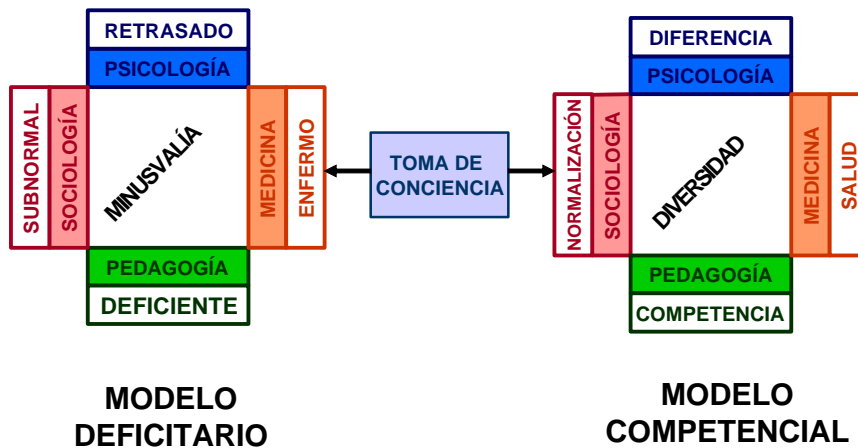 RETRASADO
PSICOLOGÍA
SUBNORMAL
SOCIOLOGÍA
MINUSVALÍA
MEDICINA
ENFERMO
PEDAGOGÍA
DEFICIENTE
MODELO
DEFICITARIO
TOMA DE
CONCIENCIA
DIFERENCIA
PSICOLOGÍA
NORMALIZACIÓN
SOCIOLOGÍA
DIVERSIDAD
MEDICINA
SALUD
PEDAGOGÍA
COMPETENCIA
MODELO
COMPETENCIAL